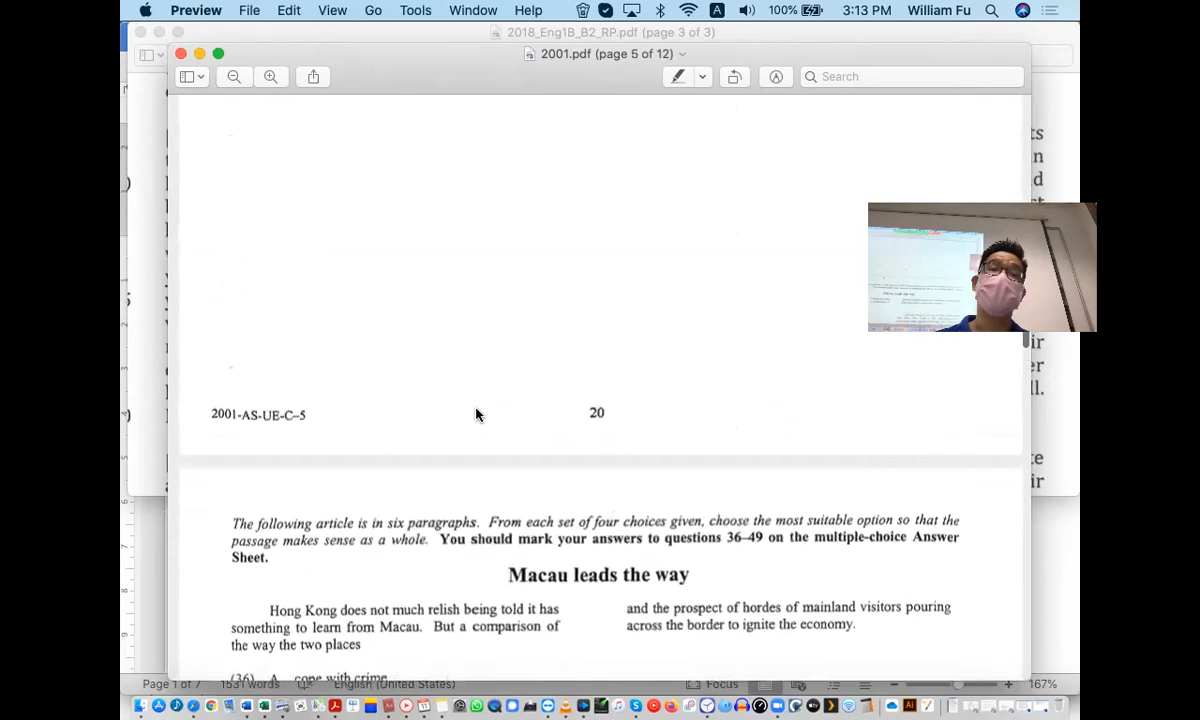 Preview File Edit View Go Tools Window Help 100% 3:13 PM William Fu
2018_Eng1B_B2_RP.pdf (page 3 of 3)
2001.pdf (page 5 of 12)
Search
2001-AS-UE-C–5 20
The following article is in six paragraphs. From each set of four choices given, choose the most suitable option so that the
passage makes sense as a whole. You should mark your answers to questions 36–49 on the multiple-choice Answer
Sheet.
Macau leads the way
Hong Kong does not much relish being told it has
something to learn from Macau. But a comparison of
the way the two places
and the prospect of hordes of mainland visitors pouring
across the border to ignite the economy.
(36) A cope with crime
Page 1 of 7 1531 words English (United States) Focus 167%